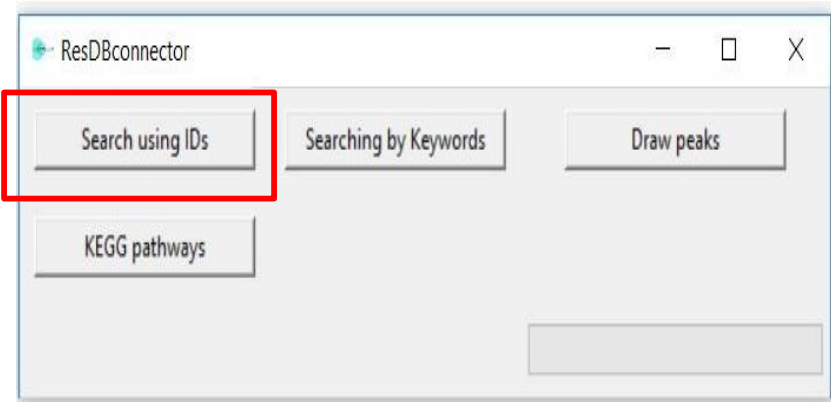 ResDBconnector
Search using IDs
Searching by Keywords
Draw peaks
KEGG pathways